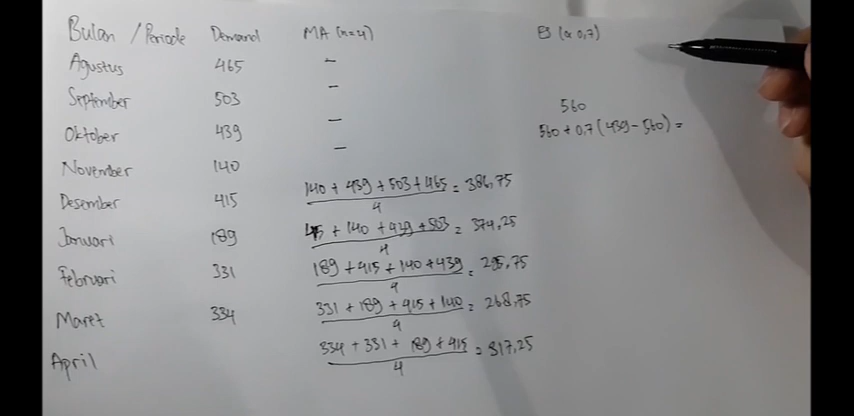 Bulan / Periode Demand MA (n=4) ES (α 0,7)
Agustus 465 -
September 503 -
560
Oktober 439 -
560 + 0,7 (439 - 560) =
November 140 -
Desember 415 140 + 439 + 503 + 465 / 4 = 386,75
Januari 189 415 + 140 + 439 + 503 / 4 = 374,25
Februari 331 189 + 415 + 140 + 439 / 4 = 295,75
Maret 334 331 + 189 + 415 + 140 / 4 = 268,75
April 334 + 331 + 189 + 415 / 4 = 317,25